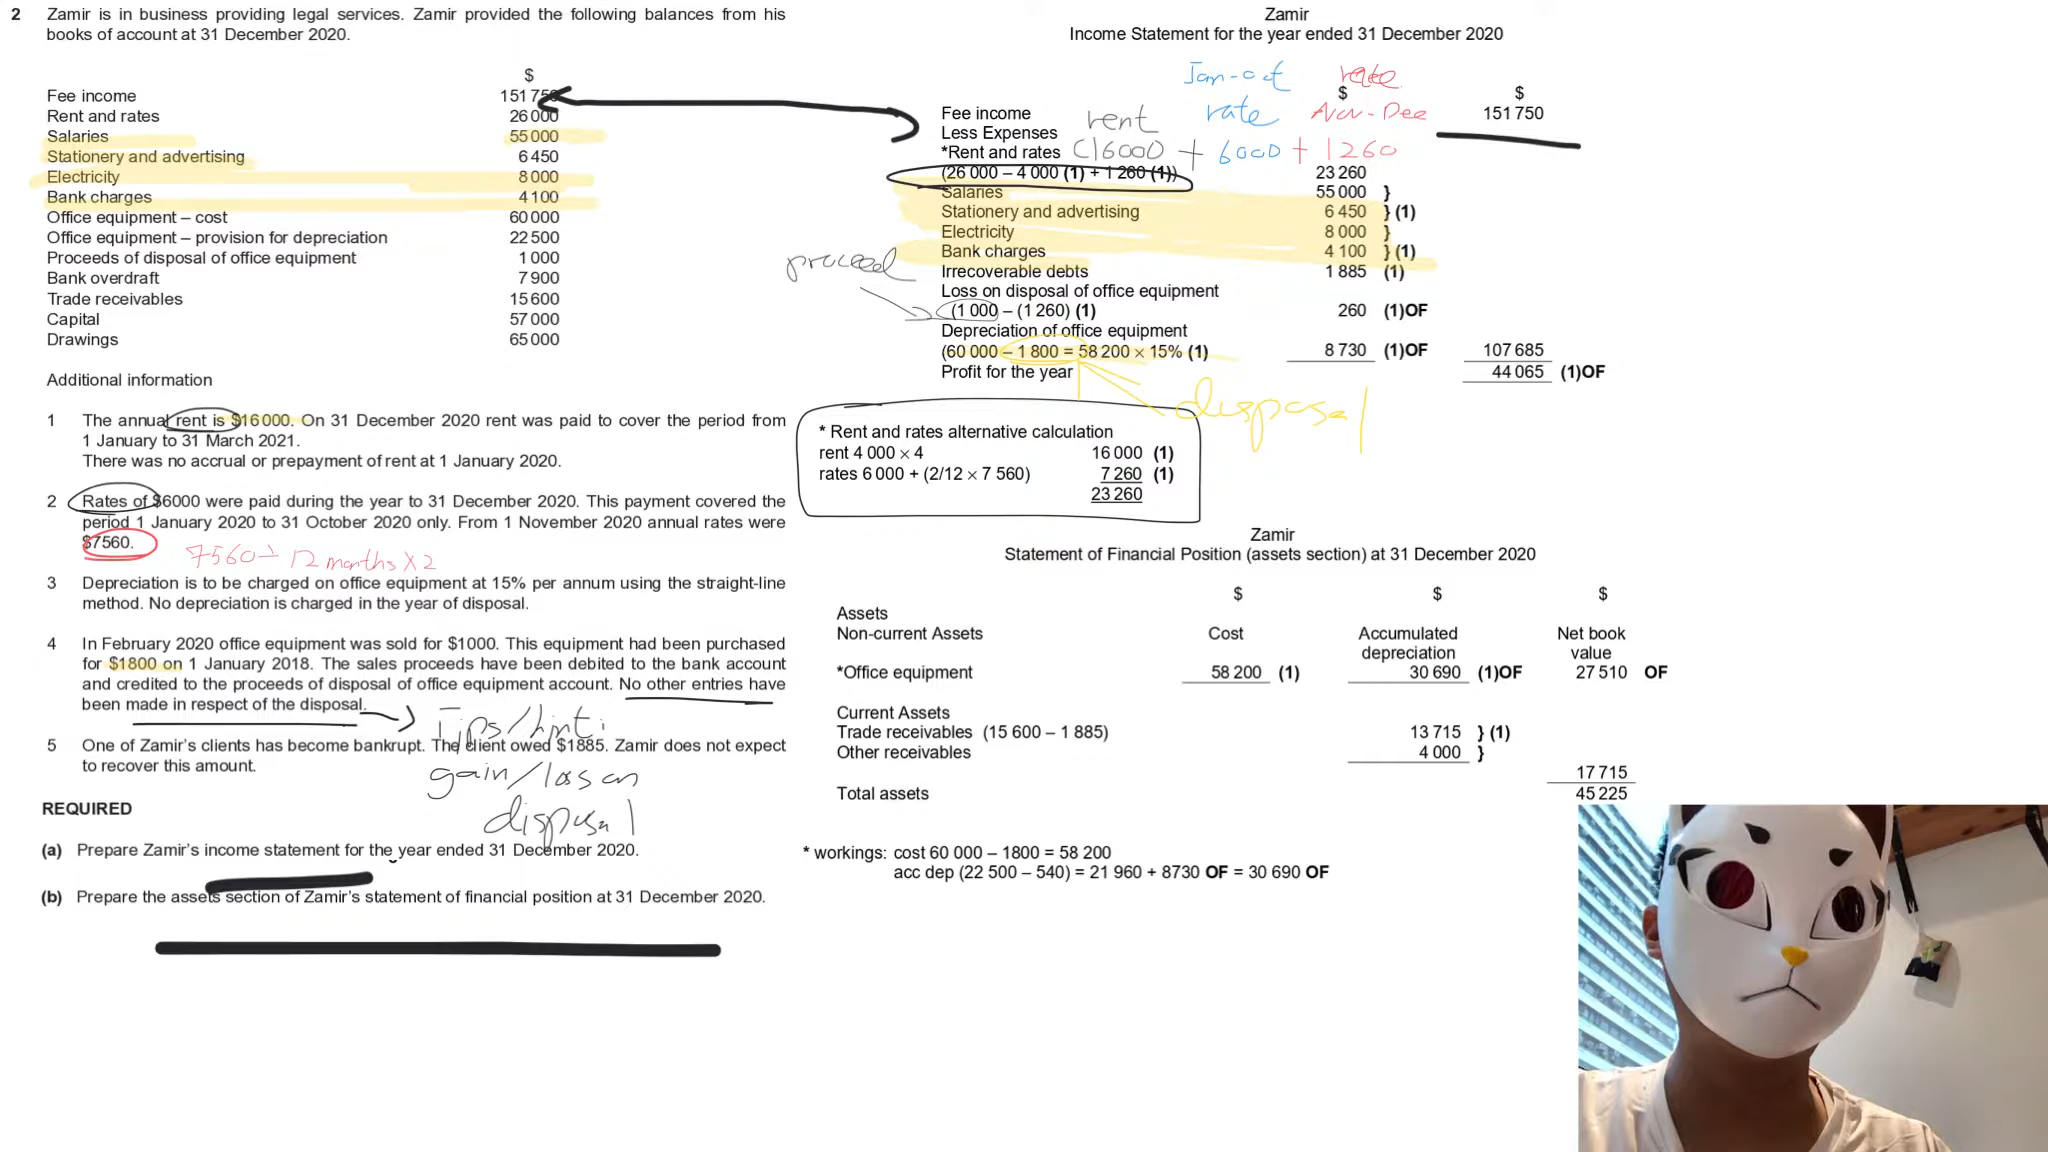 2 Zamir is in business providing legal services. Zamir provided the following balances from his
books of account at 31 December 2020.
$
Fee income 151 750
Rent and rates 26 000
Salaries 55 000
Stationery and advertising 6 450
Electricity 8 000
Bank charges 4 100
Office equipment – cost 60 000
Office equipment – provision for depreciation 22 500
Proceeds of disposal of office equipment 1 000
Bank overdraft 7 900
Trade receivables 15 600
Capital 57 000
Drawings 65 000
Additional information
1 The annual rent is $16 000. On 31 December 2020 rent was paid to cover the period from
1 January to 31 March 2021.
There was no accrual or prepayment of rent at 1 January 2020.
2 Rates of $6000 were paid during the year to 31 December 2020. This payment covered the
period 1 January 2020 to 31 October 2020 only. From 1 November 2020 annual rates were
$7560.
7560 ÷ 12 months x 2
3 Depreciation is to be charged on office equipment at 15% per annum using the straight-line
method. No depreciation is charged in the year of disposal.
4 In February 2020 office equipment was sold for $1000. This equipment had been purchased
for $1800 on 1 January 2018. The sales proceeds have been debited to the bank account
and credited to the proceeds of disposal of office equipment account. No other entries have
been made in respect of the disposal.
Tips/hint:
gain/loss on
disposal
5 One of Zamir's clients has become bankrupt. The client owed $1885. Zamir does not expect
to recover this amount.
REQUIRED
(a) Prepare Zamir's income statement for the year ended 31 December 2020.
(b) Prepare the assets section of Zamir's statement of financial position at 31 December 2020.
Zamir
Income Statement for the year ended 31 December 2020
Jan-oct rate
$ $
Fee income rent rate Nov-Dec 151 750
Less Expenses
*Rent and rates (16000 + 6000 + 1260
(26 000 – 4 000 (1) + 1 260 (1)) 23 260
Salaries 55 000 }
Stationery and advertising 6 450 } (1)
Electricity 8 000 }
Bank charges 4 100 } (1)
proceed
Irrecoverable debts 1 885 (1)
Loss on disposal of office equipment
(1 000 – (1 260) (1) 260 (1)OF
Depreciation of office equipment
(60 000 – 1 800 = 58 200 × 15% (1) 8 730 (1)OF 107 685
Profit for the year 44 065 (1)OF
disposal
* Rent and rates alternative calculation
rent 4 000 × 4 16 000 (1)
rates 6 000 + (2/12 × 7 560) 7 260 (1)
23 260
Zamir
Statement of Financial Position (assets section) at 31 December 2020
$ $ $
Assets
Non-current Assets Cost Accumulated Net book
depreciation value
*Office equipment 58 200 (1) 30 690 (1)OF 27 510 OF
Current Assets
Trade receivables (15 600 – 1 885) 13 715 } (1)
Other receivables 4 000 }
17 715
Total assets 45 225
* workings: cost 60 000 – 1800 = 58 200
acc dep (22 500 – 540) = 21 960 + 8730 OF = 30 690 OF